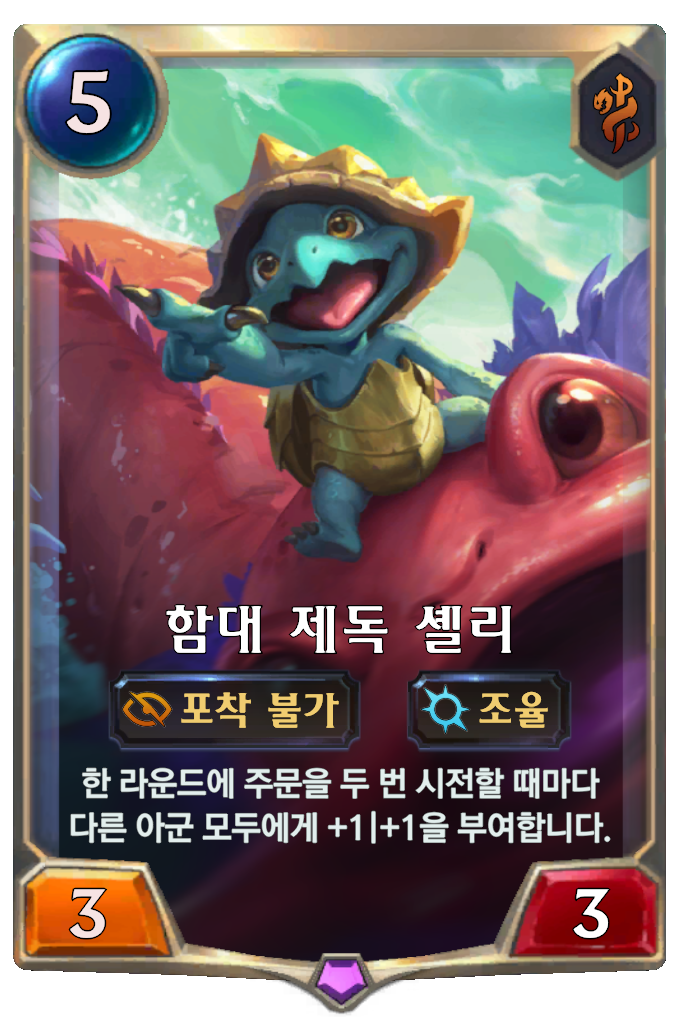 5
함대 제독 셸리
포착 불가
조율
한 라운드에 주문을 두 번 시전할 때마다
다른 아군 모두에게 +1|+1을 부여합니다.
3
3